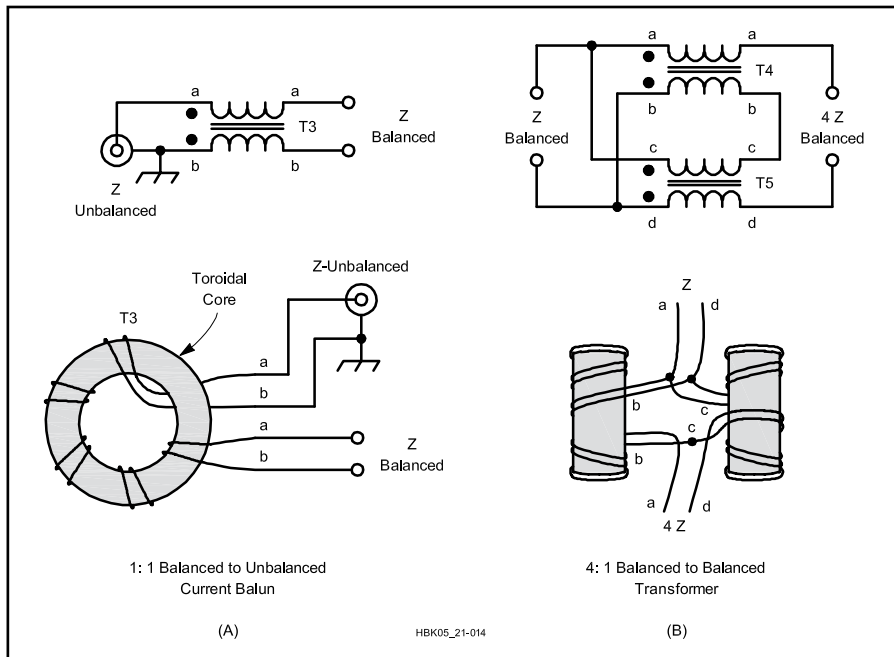 a
a
T3
b
b
Z
Balanced
Z
Unbalanced
a
a
T4
b
b
Z
Balanced
4 Z
Balanced
c
c
T5
d
d
Toroidal
Core
T3
Z-Unbalanced
a
b
a
b
Z
Balanced
1: 1 Balanced to Unbalanced
Current Balun
(A)
HBK05_21-014
Z
a
d
b
c
c
b
a
d
4 Z
4: 1 Balanced to Balanced
Transformer
(B)